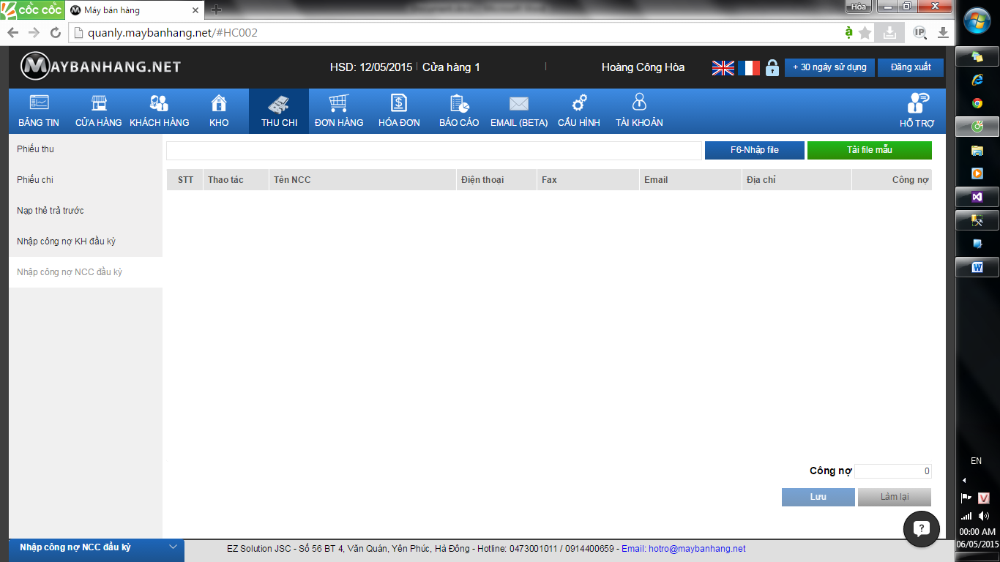 cốc cốc
Máy bán hàng
Hòa
quanly.maybanhang.net/#HC002
IP
MAYBANHANG.NET
HSD: 12/05/2015 | Cửa hàng 1 |
Hoàng Công Hòa
+ 30 ngày sử dụng
Đăng xuất
BẢNG TIN
CỬA HÀNG
KHÁCH HÀNG
KHO
THU CHI
ĐƠN HÀNG
HÓA ĐƠN
BÁO CÁO
EMAIL (BETA)
CẤU HÌNH
TÀI KHOẢN
HỖ TRỢ
Phiếu thu
Phiếu chi
Nạp thẻ trả trước
Nhập công nợ KH đầu kỳ
Nhập công nợ NCC đầu kỳ
F6-Nhập file
Tải file mẫu
STT
Thao tác
Tên NCC
Điện thoại
Fax
Email
Địa chỉ
Công nợ
Công nợ 0
Lưu
Làm lại
Nhập công nợ NCC đầu kỳ
EZ Solution JSC - Số 56 BT 4, Văn Quán, Yên Phúc, Hà Đông - Hotline: 0473001011 / 0914400659 - Email: hotro@maybanhang.net
EN
00:00 AM
06/05/2015